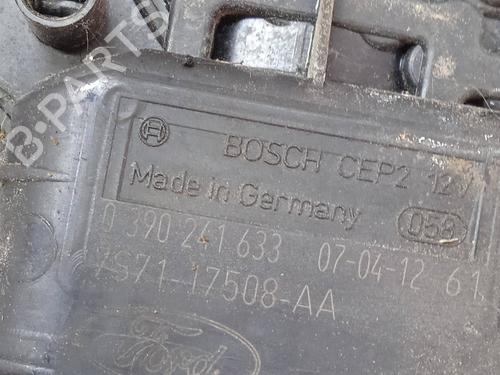 B-PARTS
BOSCH CEP2 12V
Made in Germany 058
0 390 241 633 07-04-12 61
7S71-17508-AA
Ford